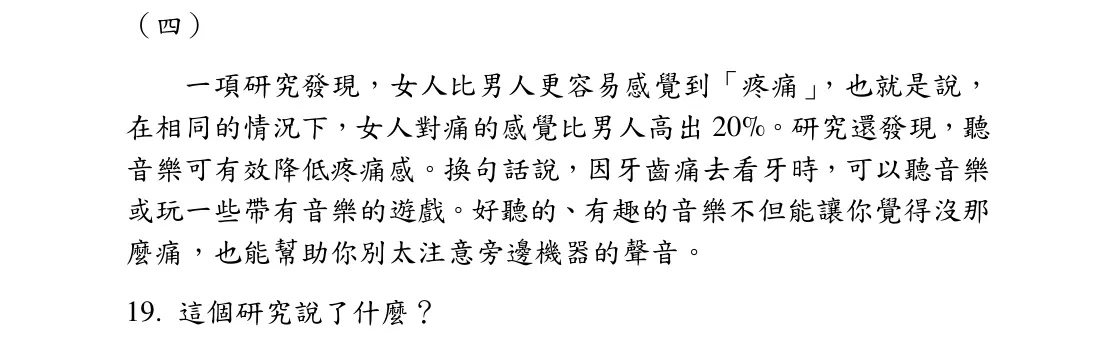 （四）
一項研究發現，女人比男人更容易感覺到「疼痛」，也就是說，
在相同的情況下，女人對痛的感覺比男人高出 20%。研究還發現，聽
音樂可有效降低疼痛感。換句話說，因牙齒痛去看牙時，可以聽音樂
或玩一些帶有音樂的遊戲。好聽的、有趣的音樂不但能讓你覺得沒那
麼痛，也能幫助你別太注意旁邊機器的聲音。
19. 這個研究說了什麼？